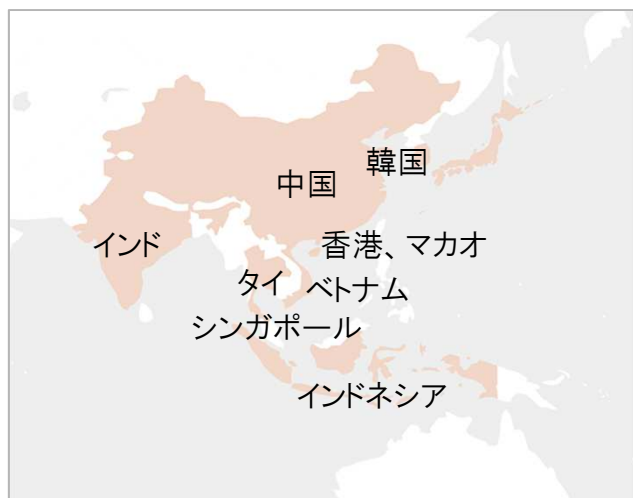 韓国
中国
インド
香港、マカオ
タイ
ベトナム
シンガポール
インドネシア